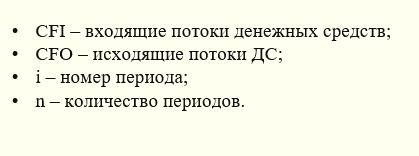 • CFI – входящие потоки денежных средств;
• CFO – исходящие потоки ДС;
• i – номер периода;
• n – количество периодов.